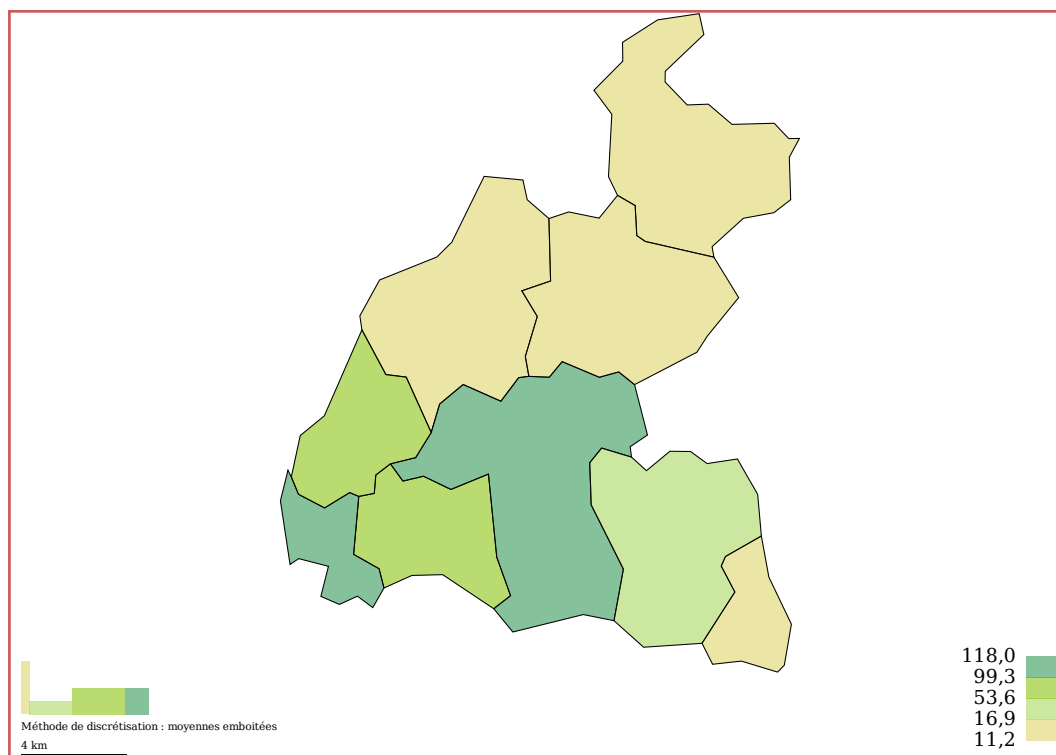 118,0
99,3
53,6
16,9
11,2
Méthode de discrétisation : moyennes emboitées
4 km